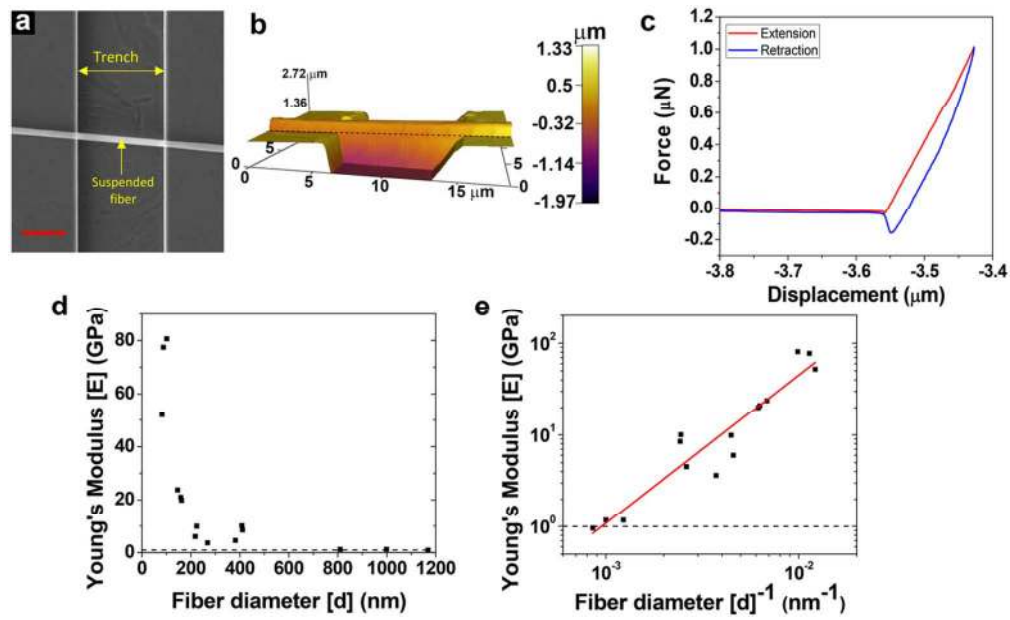 a
Trench
Suspended
fiber
b
μm
2.72
μm
1.36
5
0
0
5
10
15
μm
5
0
1.33
0.5
-0.32
-1.14
-1.97
c
Extension
Retraction
Force (μN)
1.0
0.8
0.6
0.4
0.2
0.0
-0.2
-3.8
-3.7
-3.6
-3.5
-3.4
Displacement (μm)
d
Young's Modulus [E] (GPa)
80
60
40
20
0
0 200 400 600 800 1000 1200
Fiber diameter [d] (nm)
e
Young's Modulus [E] (GPa)
10²
10¹
10⁰
10⁻³
10⁻²
Fiber diameter [d]⁻¹ (nm⁻¹)